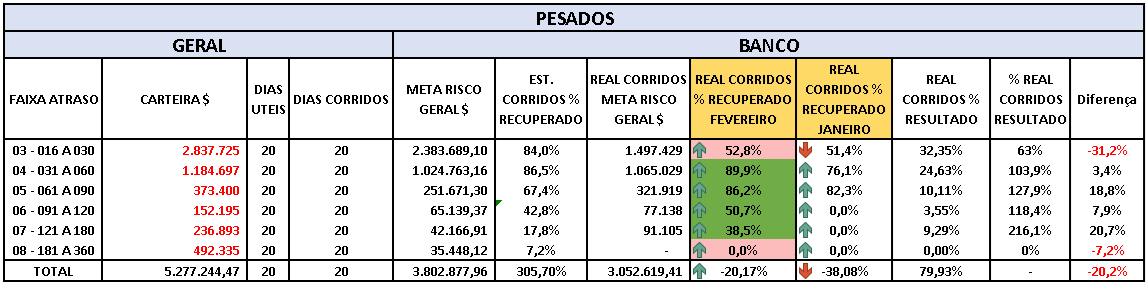 PESADOS
GERAL BANCO
FAIXA ATRASO CARTEIRA $ DIAS UTEIS DIAS CORRIDOS META RISCO GERAL $ EST. CORRIDOS % RECUPERADO REAL CORRIDOS META RISCO GERAL $ REAL CORRIDOS % RECUPERADO FEVEREIRO REAL CORRIDOS % RECUPERADO JANEIRO REAL CORRIDOS % RESULTADO % REAL CORRIDOS RESULTADO Diferença
03 - 016 A 030 2.837.725 20 20 2.383.689,10 84,0% 1.497.429 52,8% 51,4% 32,35% 63% -31,2%
04 - 031 A 060 1.184.697 20 20 1.024.763,16 86,5% 1.065.029 89,9% 76,1% 24,63% 103,9% 3,4%
05 - 061 A 090 373.400 20 20 251.671,30 67,4% 321.919 86,2% 82,3% 10,11% 127,9% 18,8%
06 - 091 A 120 152.195 20 20 65.139,37 42,8% 77.138 50,7% 0,0% 3,55% 118,4% 7,9%
07 - 121 A 180 236.893 20 20 42.166,91 17,8% 91.105 38,5% 0,0% 9,29% 216,1% 20,7%
08 - 181 A 360 492.335 20 20 35.448,12 7,2% - 0,0% 0,0% 0,00% 0% -7,2%
TOTAL 5.277.244,47 20 20 3.802.877,96 305,70% 3.052.619,41 -20,17% -38,08% 79,93% - -20,2%